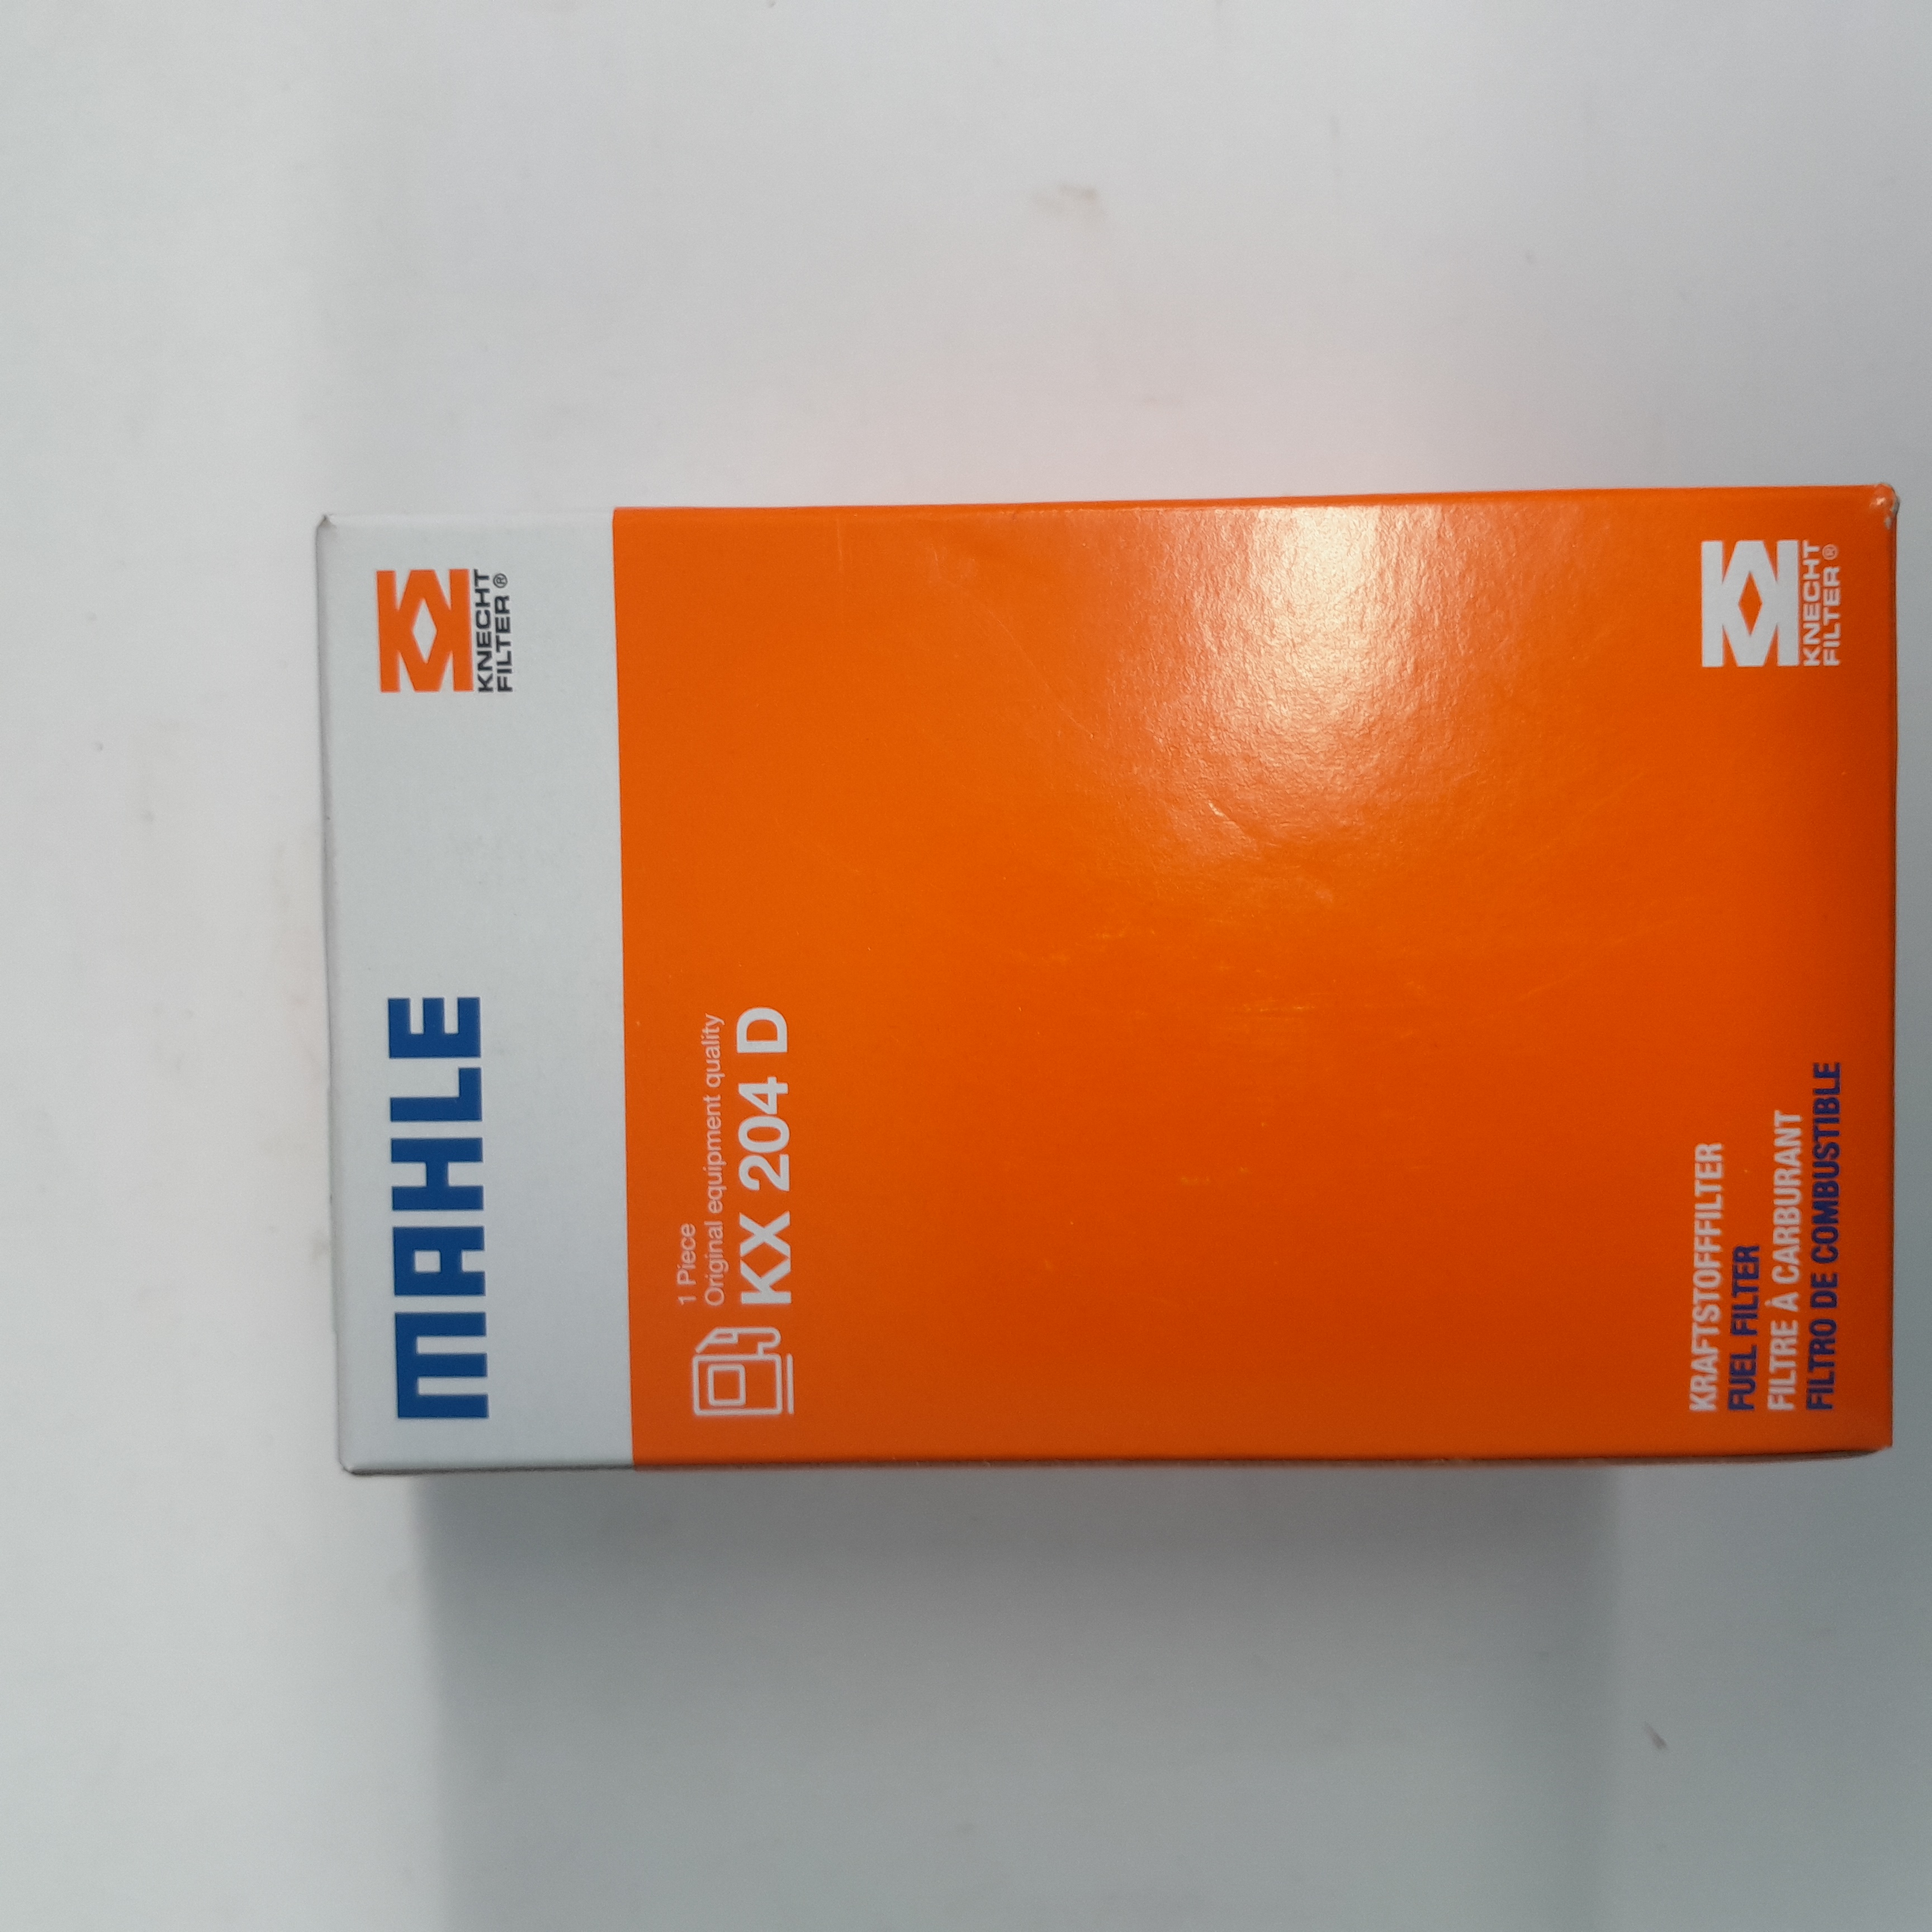 MAHLE
KNECHT
FILTER®
1 Piece
Original equipment quality
KX 204 D
KRAFTSTOFFFILTER
FUEL FILTER
FILTRE À CARBURANT
FILTRO DE COMBUSTIBLE
KNECHT
FILTER®